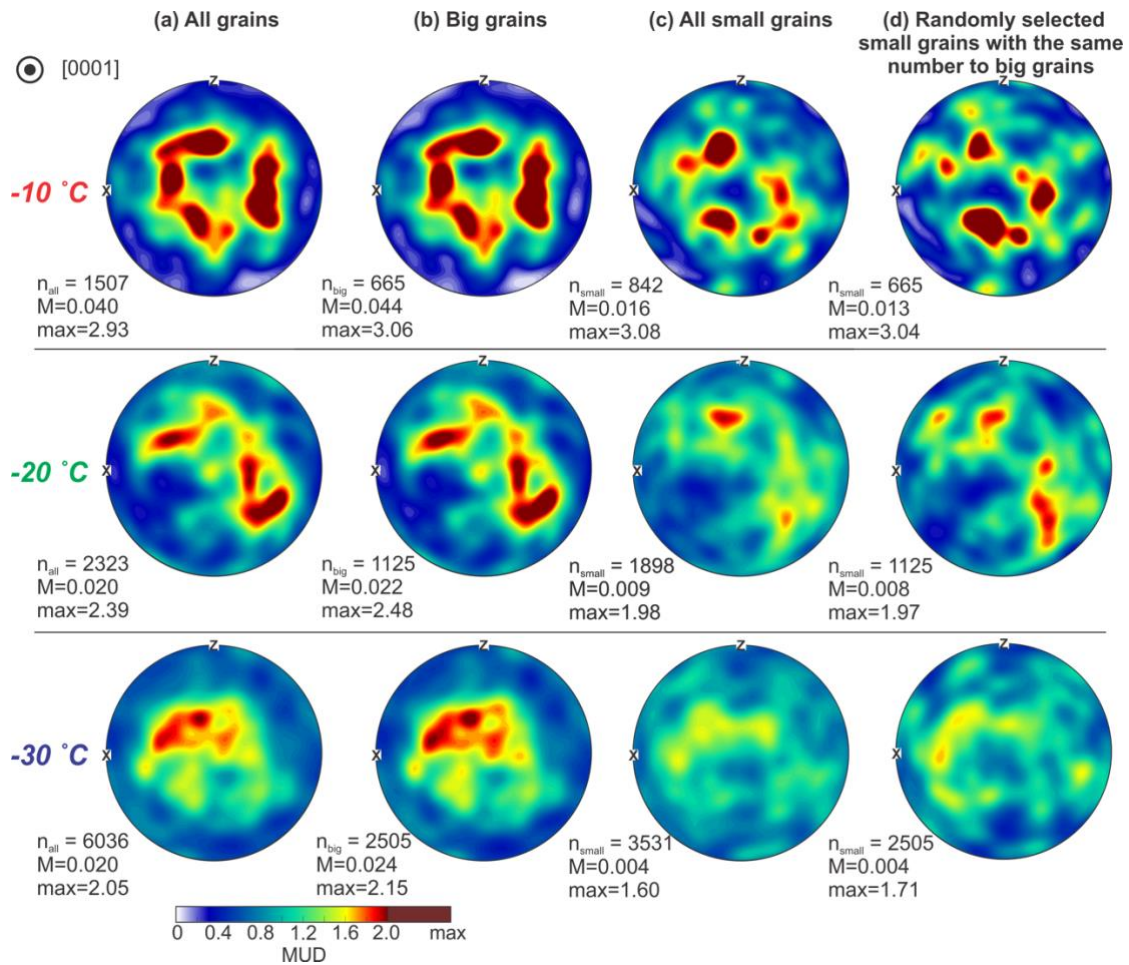 (a) All grains
(b) Big grains
(c) All small grains
(d) Randomly selected
small grains with the same
number to big grains
[0001]
Z
Z
Z
Z
-10 °C
X
X
X
X
n_all = 1507
M=0.040
max=2.93
n_big = 665
M=0.044
max=3.06
n_small = 842
M=0.016
max=3.08
n_small = 665
M=0.013
max=3.04
Z
Z
Z
Z
-20 °C
X
X
X
X
n_all = 2323
M=0.020
max=2.39
n_big = 1125
M=0.022
max=2.48
n_small = 1898
M=0.009
max=1.98
n_small = 1125
M=0.008
max=1.97
Z
Z
Z
Z
-30 °C
X
X
X
X
n_all = 6036
M=0.020
max=2.05
n_big = 2505
M=0.024
max=2.15
n_small = 3531
M=0.004
max=1.60
n_small = 2505
M=0.004
max=1.71
0 0.4 0.8 1.2 1.6 2.0 max
MUD